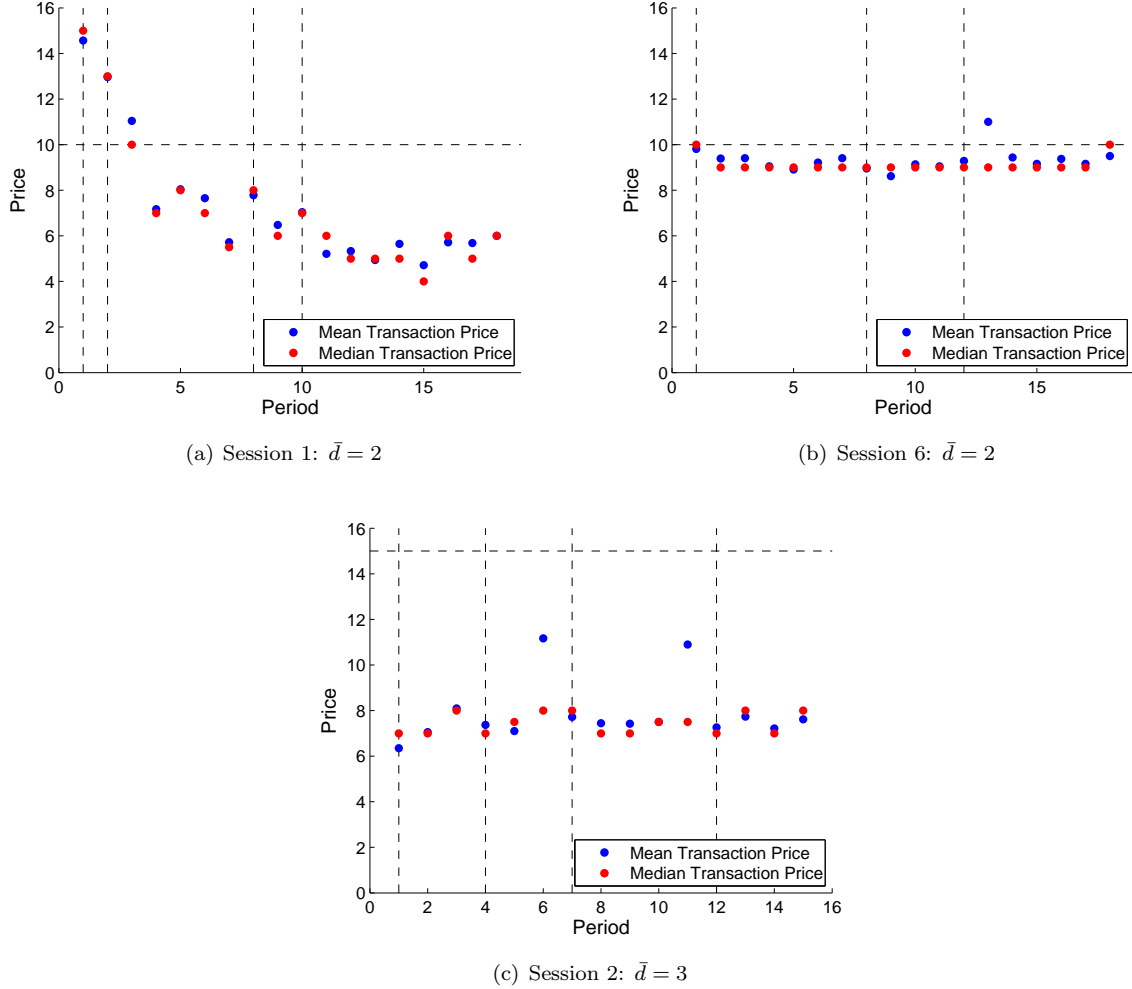 16
14
12
10
8
6
4
2
0
Price
0 5 10 15
Period
Mean Transaction Price
Median Transaction Price
(a) Session 1: d̄ = 2
16
14
12
10
8
6
4
2
0
Price
0 5 10 15
Period
Mean Transaction Price
Median Transaction Price
(b) Session 6: d̄ = 2
16
14
12
10
8
6
4
2
0
Price
0 2 4 6 8 10 12 14 16
Period
Mean Transaction Price
Median Transaction Price
(c) Session 2: d̄ = 3